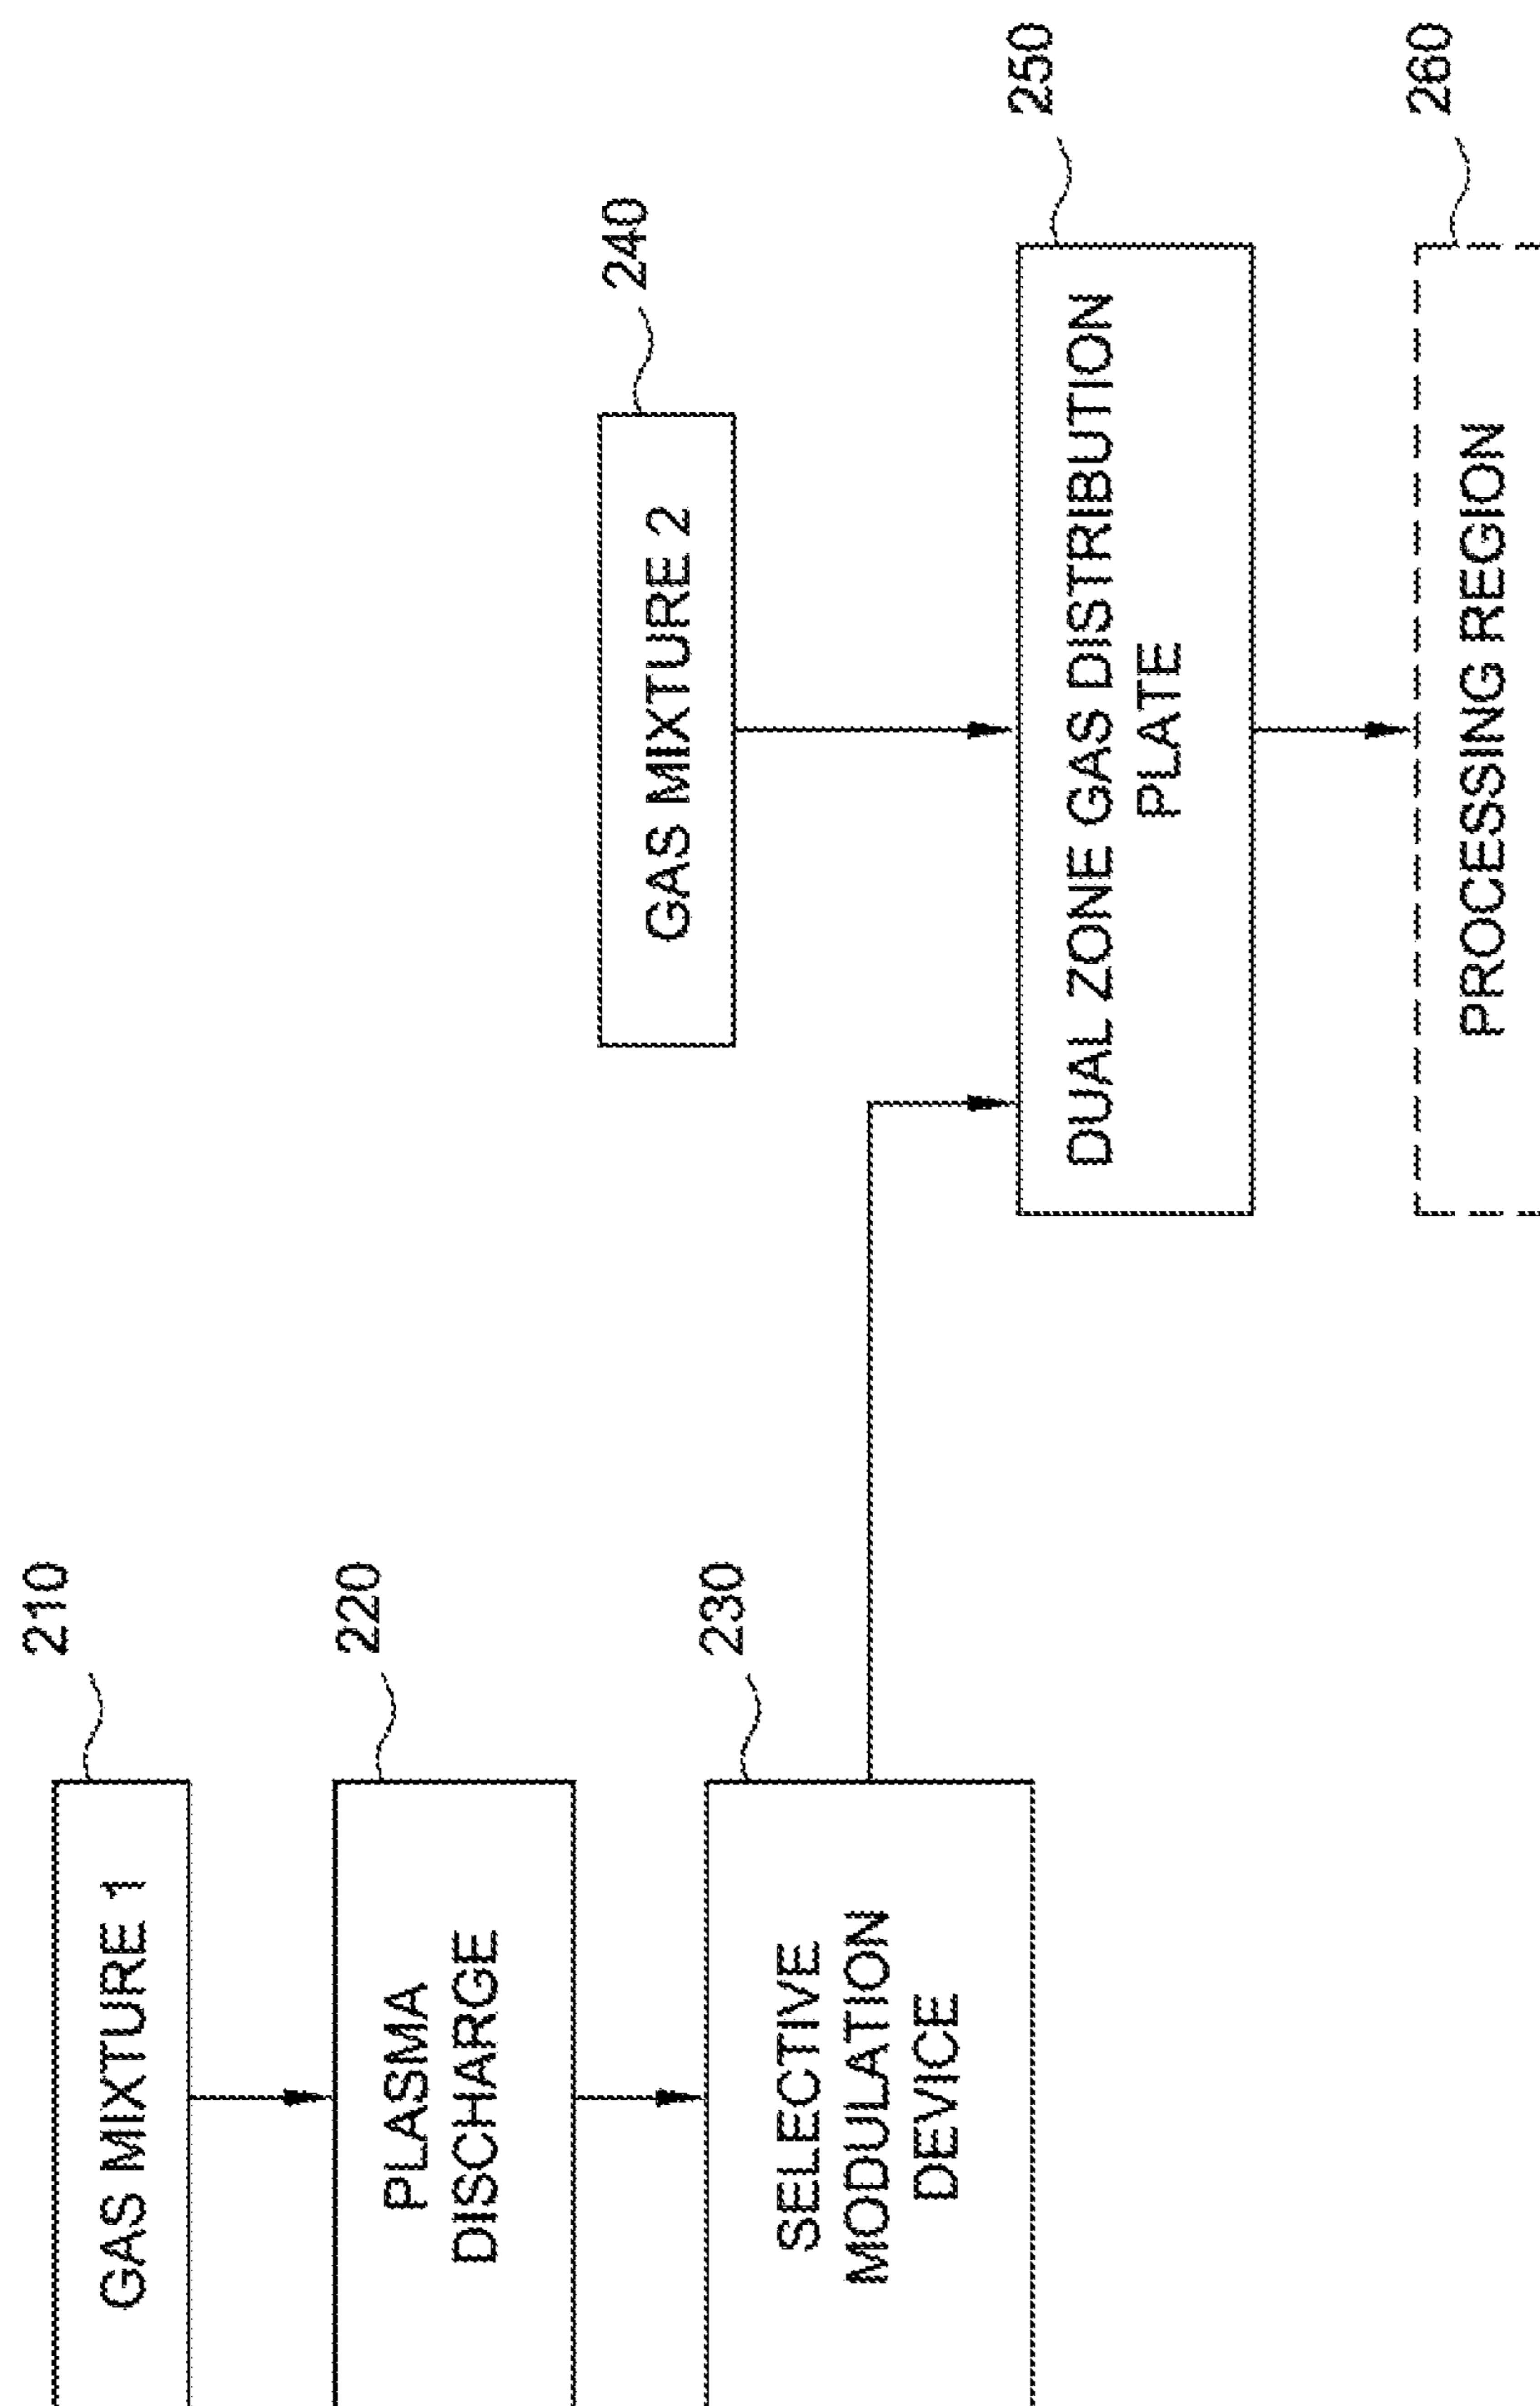 GAS MIXTURE 1
210
PLASMA
DISCHARGE
220
SELECTIVE
MODULATION
DEVICE
230
GAS MIXTURE 2
240
DUAL ZONE GAS DISTRIBUTION
PLATE
250
PROCESSING REGION
260